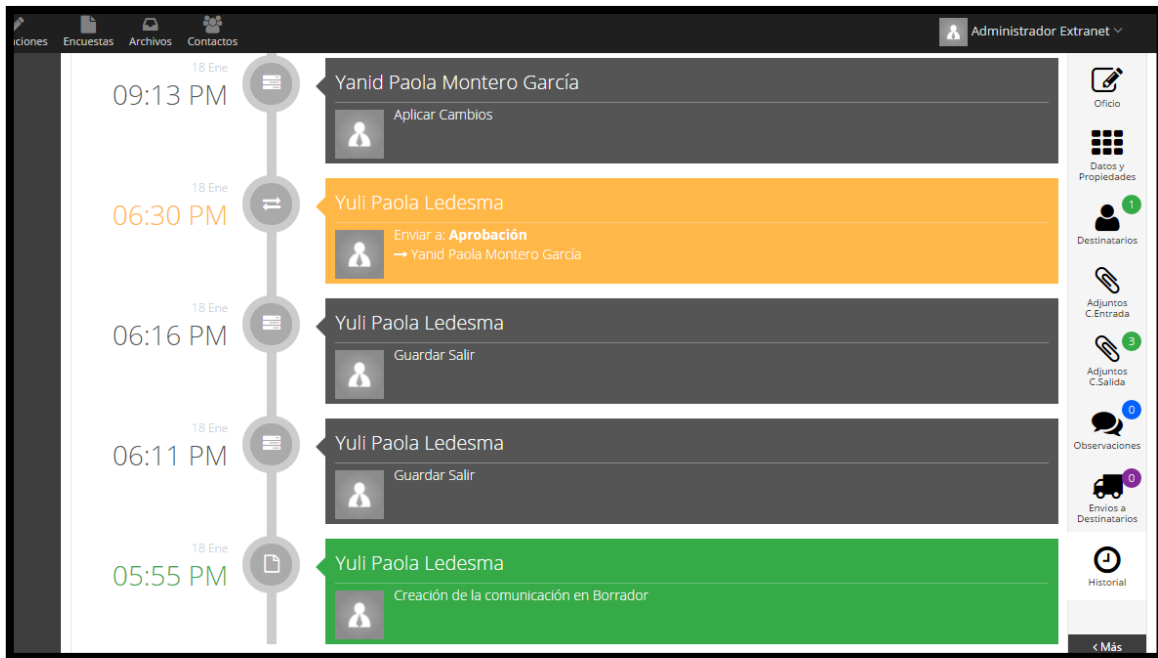 Encuestas
Archivos
Contactos
Administrador Extranet
18 Ene
09:13 PM
Yanid Paola Montero García
Aplicar Cambios
18 Ene
06:30 PM
Yuli Paola Ledesma
Enviar a: Aprobación
→ Yanid Paola Montero García
18 Ene
06:16 PM
Yuli Paola Ledesma
Guardar Salir
18 Ene
06:11 PM
Yuli Paola Ledesma
Guardar Salir
18 Ene
05:55 PM
Yuli Paola Ledesma
Creación de la comunicación en Borrador
Oficio
Datos y
Propiedades
1
Destinatarios
Adjuntos
C.Entrada
3
Adjuntos
C.Salida
0
Observaciones
0
Envios a
Destinatarios
Historial
< Más